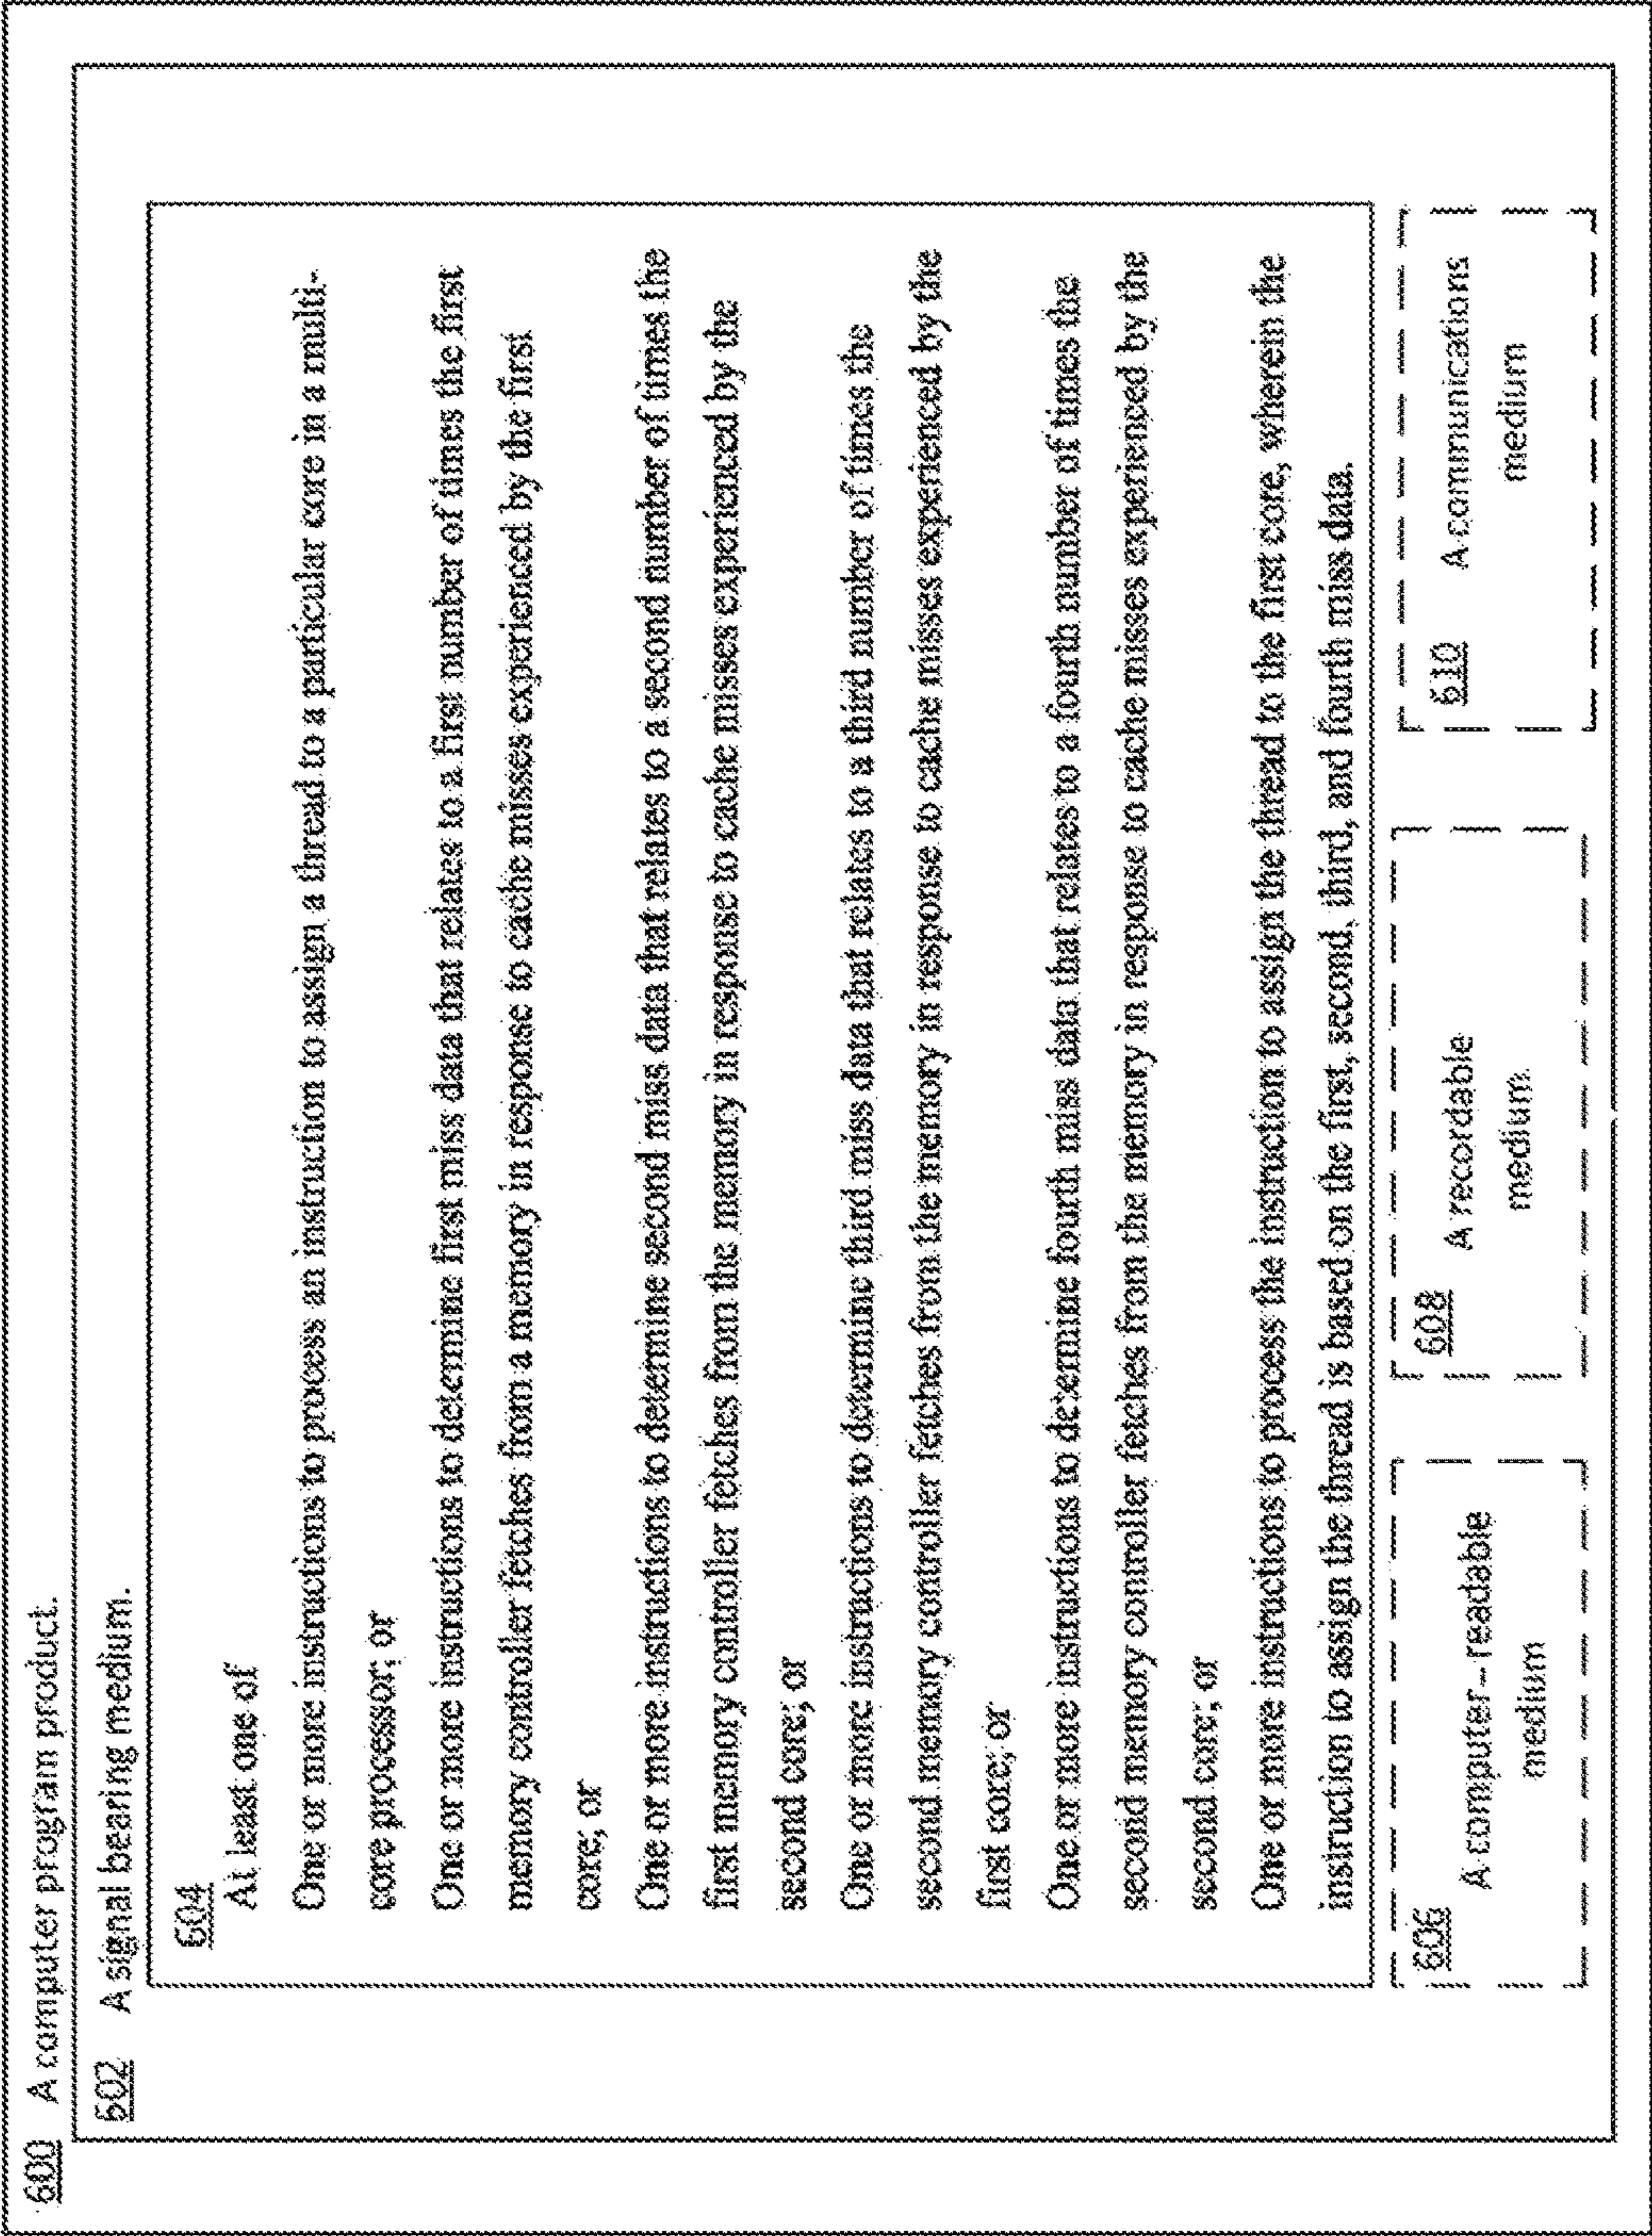 600 A computer program product.
602 A signal bearing medium.
604
At least one of
One or more instructions to process an instruction to assign a thread to a particular core in a multi-
core processor; or
One or more instructions to determine first miss data that relates to a first number of times the first
memory controller fetches from a memory in response to cache misses experienced by the first
core; or
One or more instructions to determine second miss data that relates to a second number of times the
first memory controller fetches from the memory in response to cache misses experienced by the
second core; or
One or more instructions to determine third miss data that relates to a third number of times the
second memory controller fetches from the memory in response to cache misses experienced by the
first core; or
One or more instructions to determine fourth miss data that relates to a fourth number of times the
second memory controller fetches from the memory in response to cache misses experienced by the
second core; or
One or more instructions to process the instruction to assign the thread to the first core, wherein the
instruction to assign the thread is based on the first, second, third, and fourth miss data.
606 A computer-readable
medium
608 A recordable
medium
610 A communications
medium